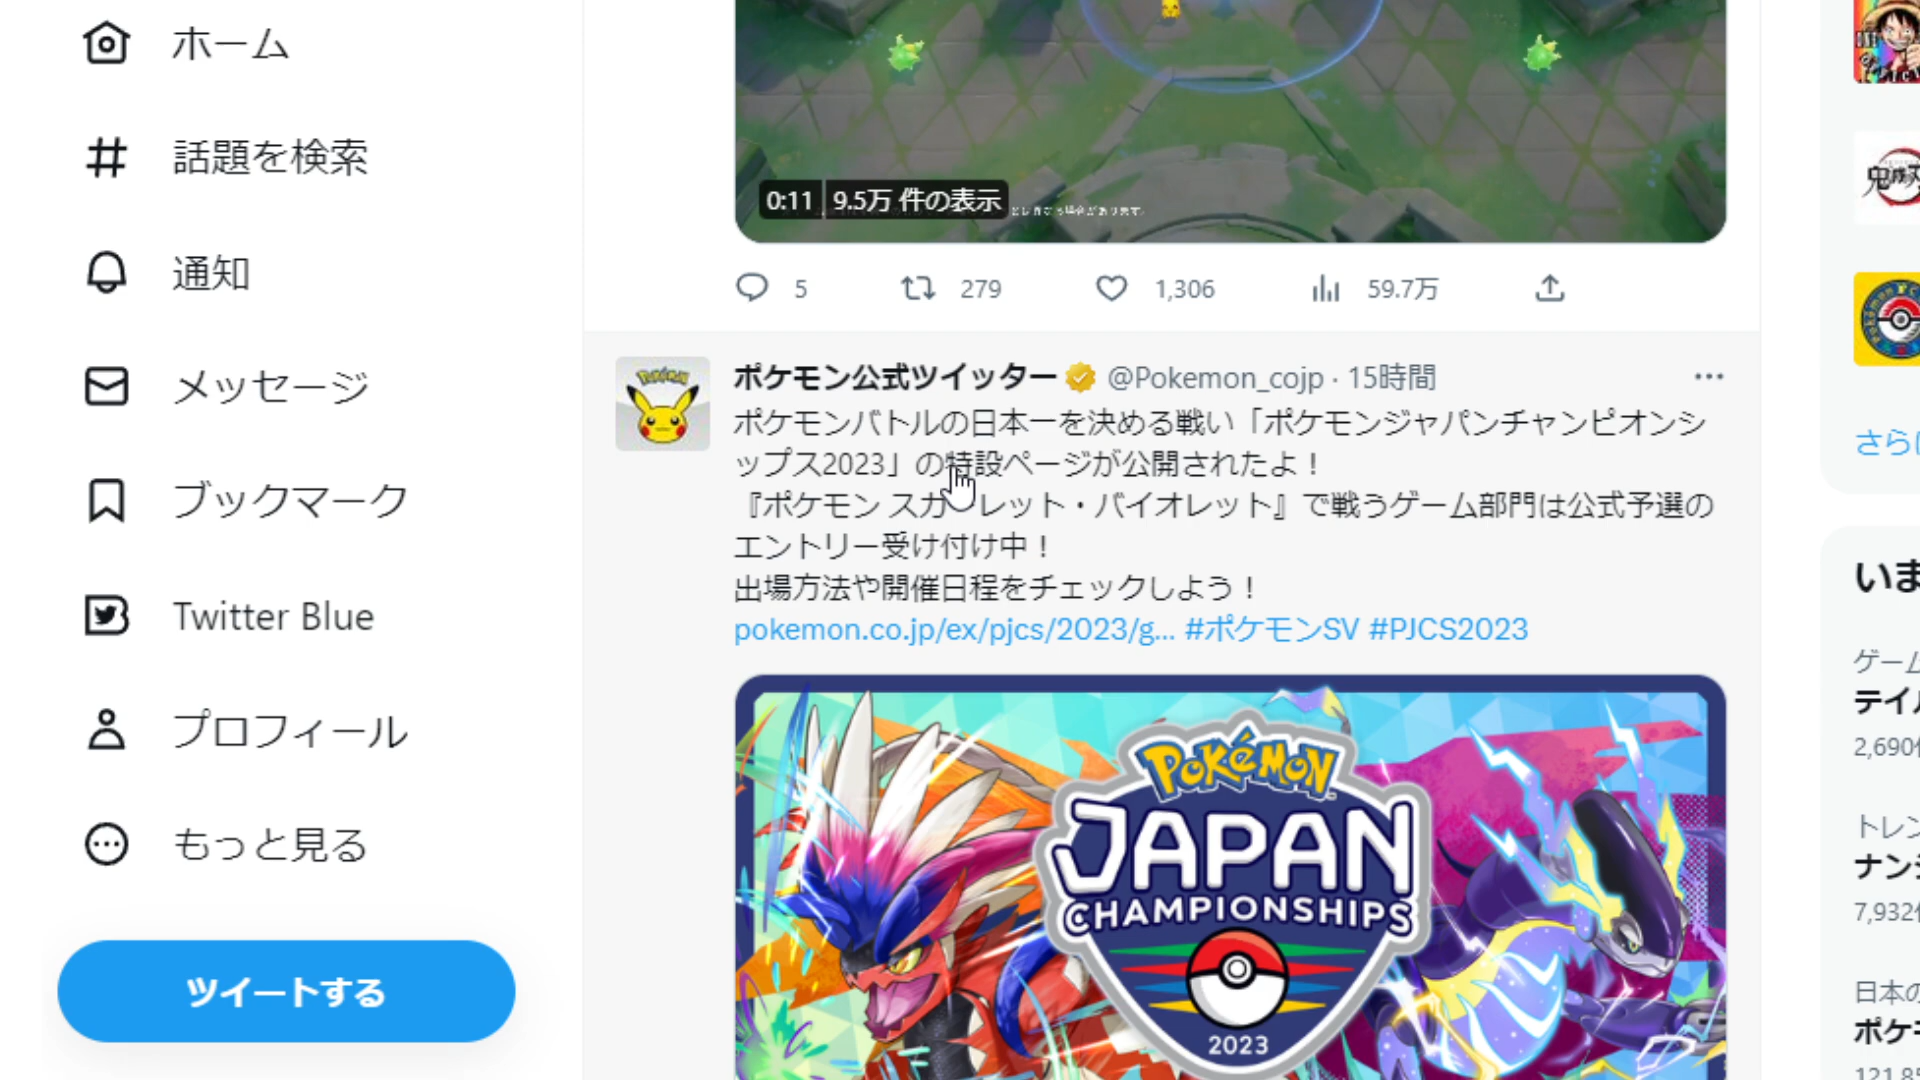 ホーム
話題を検索
通知
メッセージ
ブックマーク
Twitter Blue
プロフィール
もっと見る
ツイートする
0:11 9.5万 件の表示
5 279 1,306 59.7万
ポケモン公式ツイッター @Pokemon_cojp · 15時間
ポケモンバトルの日本一を決める戦い「ポケモンジャパンチャンピオンシ
ップス2023」の特設ページが公開されたよ！
『ポケモン スカーレット・バイオレット』で戦うゲーム部門は公式予選の
エントリー受け付け中！
出場方法や開催日程をチェックしよう！
pokemon.co.jp/ex/pjcs/2023/g... #ポケモンSV #PJCS2023
POKéMON
JAPAN
CHAMPIONSHIPS
2023
さら
いま
ゲーム
テイル
2,690
トレン
ナン
7,932
日本の
ポケモ